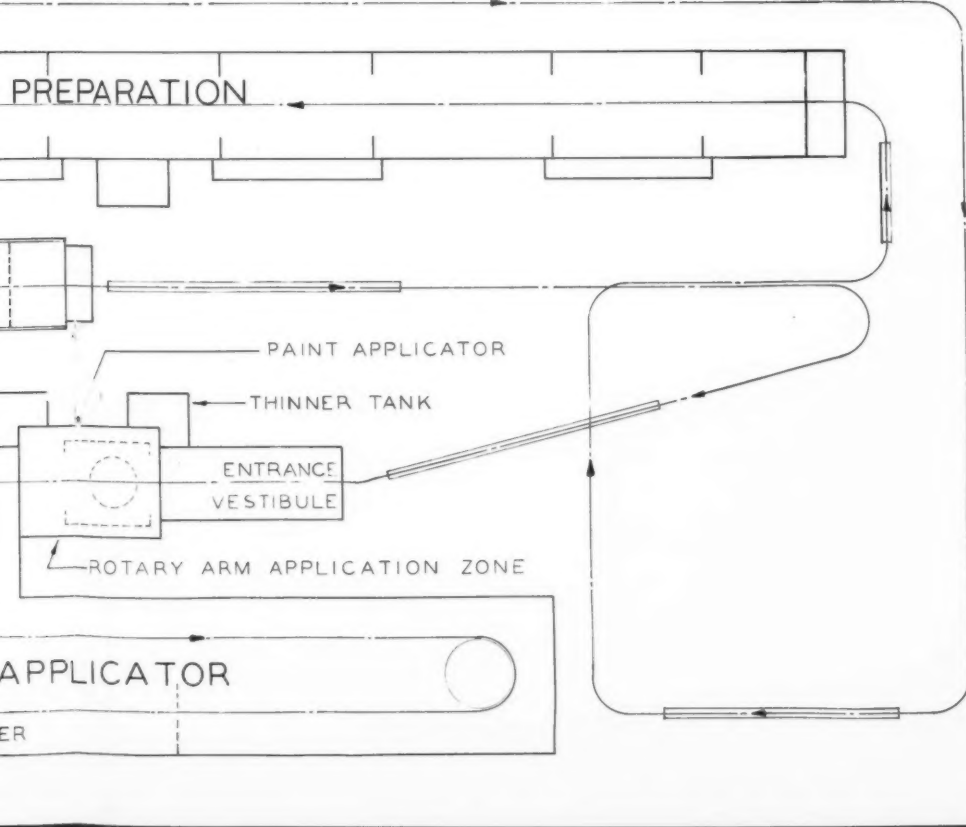 PREPARATION
PAINT APPLICATOR
THINNER TANK
ENTRANCE
VESTIBULE
ROTARY ARM APPLICATION ZONE
APPLICATOR
ER